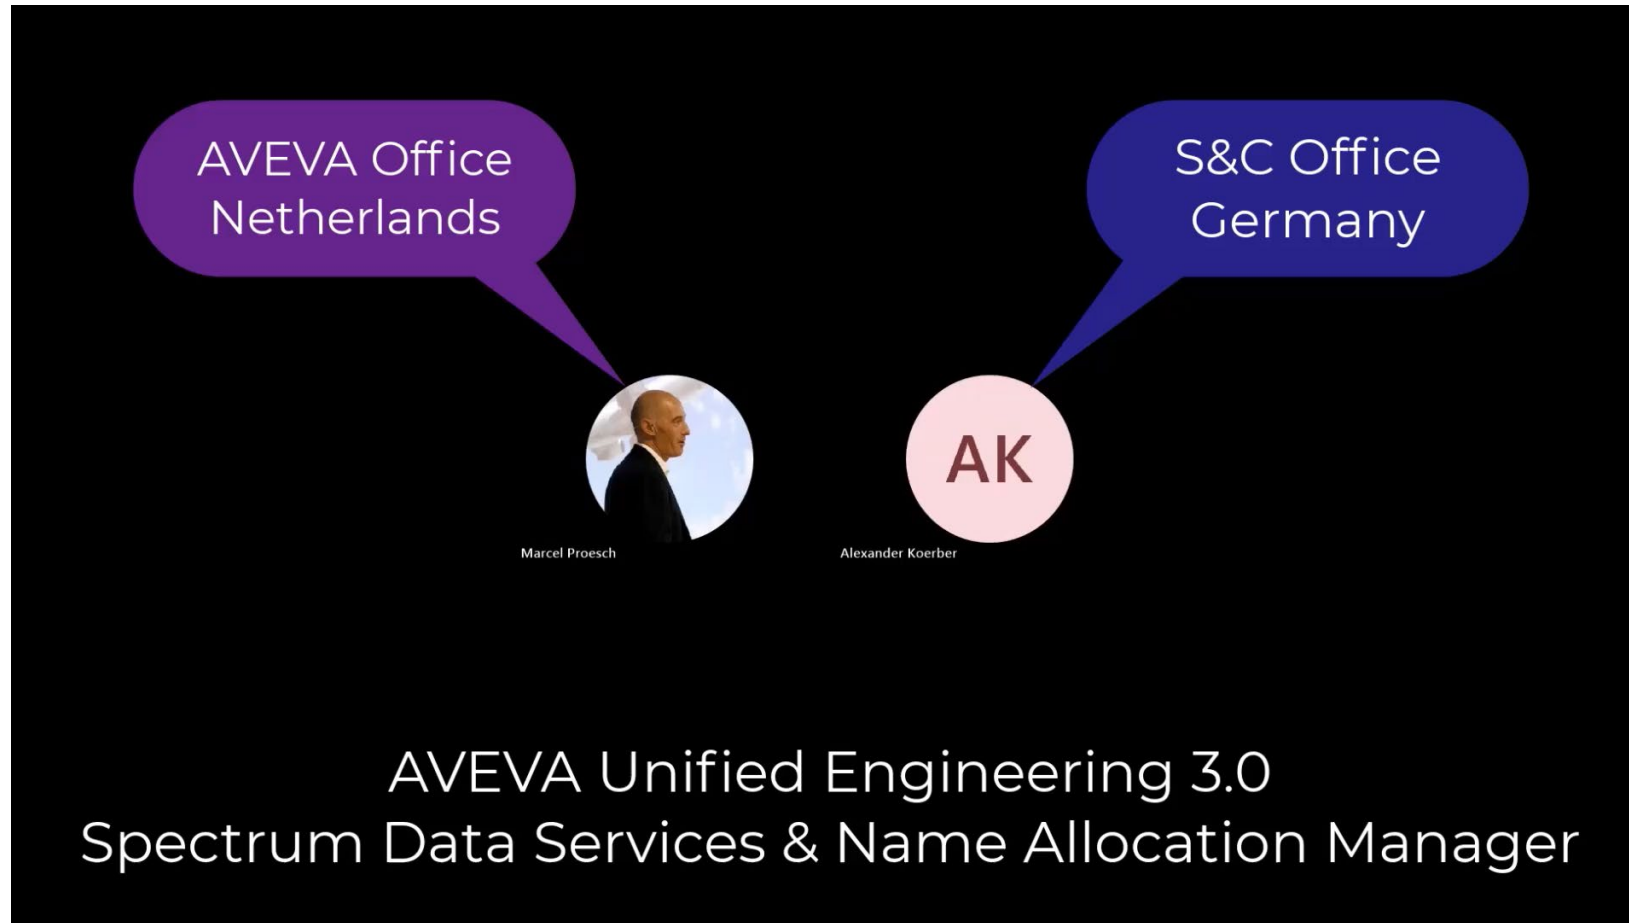 AVEVA Office
Netherlands
S&C Office
Germany
AK
Marcel Proesch
Alexander Koerber
AVEVA Unified Engineering 3.0
Spectrum Data Services & Name Allocation Manager